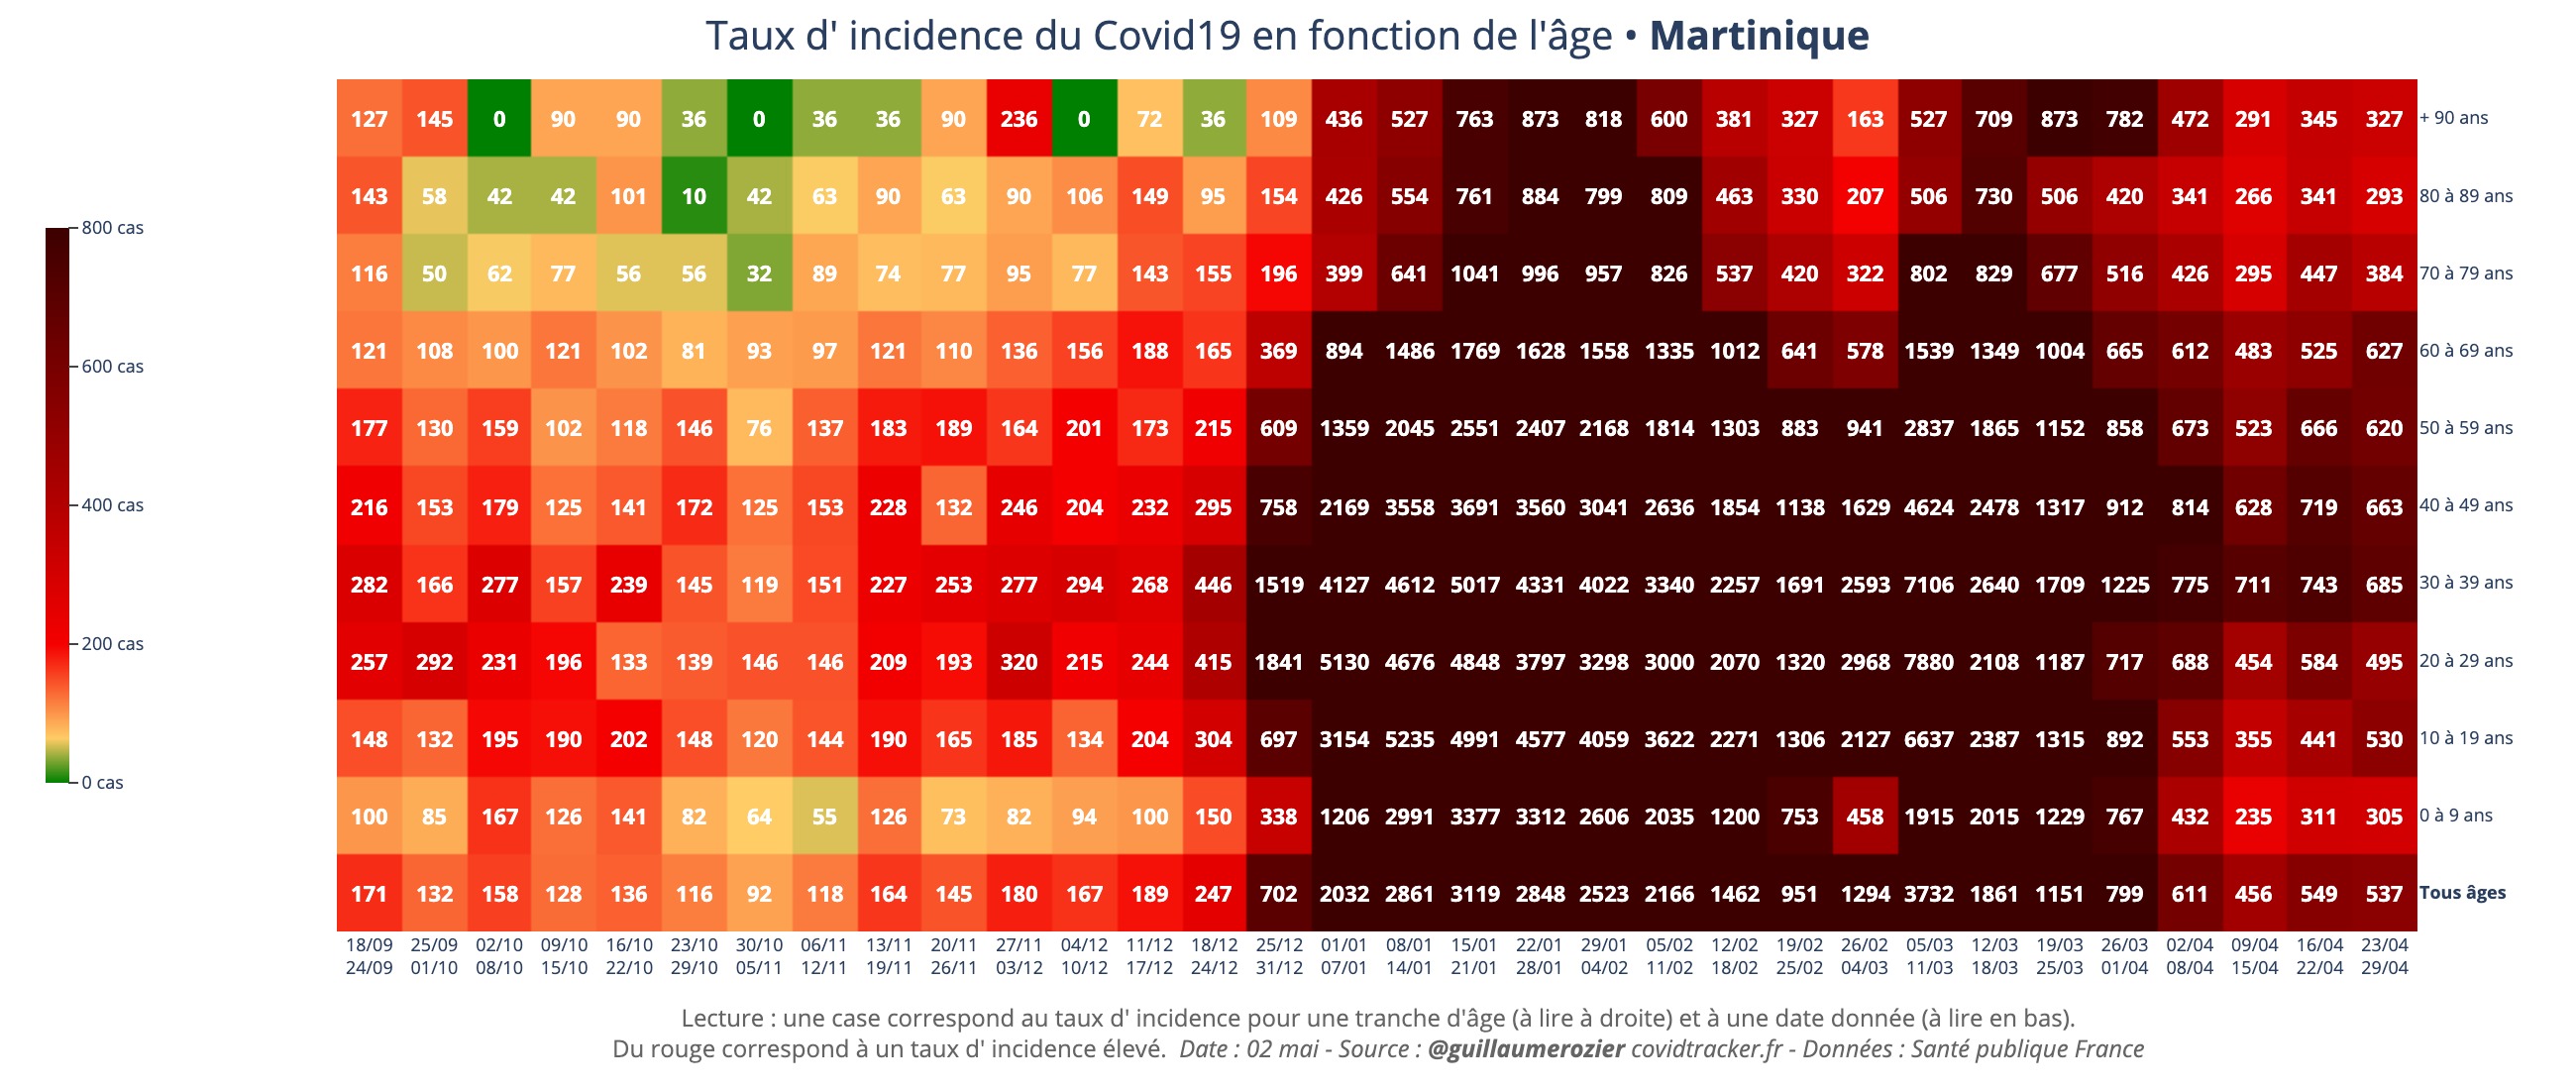 Taux d' incidence du Covid19 en fonction de l'âge • Martinique
800 cas
600 cas
400 cas
200 cas
0 cas
127 145 0 90 90 36 0 36 36 90 236 0 72 36 109 436 527 763 873 818 600 381 327 163 527 709 873 782 472 291 345 327 + 90 ans
143 58 42 42 101 10 42 63 90 63 90 106 149 95 154 426 554 761 884 799 809 463 330 207 506 730 506 420 341 266 341 293 80 à 89 ans
116 50 62 77 56 56 32 89 74 77 95 77 143 155 196 399 641 1041 996 957 826 537 420 322 802 829 677 516 426 295 447 384 70 à 79 ans
121 108 100 121 102 81 93 97 121 110 136 156 188 165 369 894 1486 1769 1628 1558 1335 1012 641 578 1539 1349 1004 665 612 483 525 627 60 à 69 ans
177 130 159 102 118 146 76 137 183 189 164 201 173 215 609 1359 2045 2551 2407 2168 1814 1303 883 941 2837 1865 1152 858 673 523 666 620 50 à 59 ans
216 153 179 125 141 172 125 153 228 132 246 204 232 295 758 2169 3558 3691 3560 3041 2636 1854 1138 1629 4624 2478 1317 912 814 628 719 663 40 à 49 ans
282 166 277 157 239 145 119 151 227 253 277 294 268 446 1519 4127 4612 5017 4331 4022 3340 2257 1691 2593 7106 2640 1709 1225 775 711 743 685 30 à 39 ans
257 292 231 196 133 139 146 146 209 193 320 215 244 415 1841 5130 4676 4848 3797 3298 3000 2070 1320 2968 7880 2108 1187 717 688 454 584 495 20 à 29 ans
148 132 195 190 202 148 120 144 190 165 185 134 204 304 697 3154 5235 4991 4577 4059 3622 2271 1306 2127 6637 2387 1315 892 553 355 441 530 10 à 19 ans
100 85 167 126 141 82 64 55 126 73 82 94 100 150 338 1206 2991 3377 3312 2606 2035 1200 753 458 1915 2015 1229 767 432 235 311 305 0 à 9 ans
171 132 158 128 136 116 92 118 164 145 180 167 189 247 702 2032 2861 3119 2848 2523 2166 1462 951 1294 3732 1861 1151 799 611 456 549 537 Tous âges
18/09 25/09 02/10 09/10 16/10 23/10 30/10 06/11 13/11 20/11 27/11 04/12 11/12 18/12 25/12 01/01 08/01 15/01 22/01 29/01 05/02 12/02 19/02 26/02 05/03 12/03 19/03 26/03 02/04 09/04 16/04 23/04
24/09 01/10 08/10 15/10 22/10 29/10 05/11 12/11 19/11 26/11 03/12 10/12 17/12 24/12 31/12 07/01 14/01 21/01 28/01 04/02 11/02 18/02 25/02 04/03 11/03 18/03 25/03 01/04 08/04 15/04 22/04 29/04
Lecture : une case correspond au taux d' incidence pour une tranche d'âge (à lire à droite) et à une date donnée (à lire en bas).
Du rouge correspond à un taux d' incidence élevé. Date : 02 mai - Source : @guillaumerozier covidtracker.fr - Données : Santé publique France